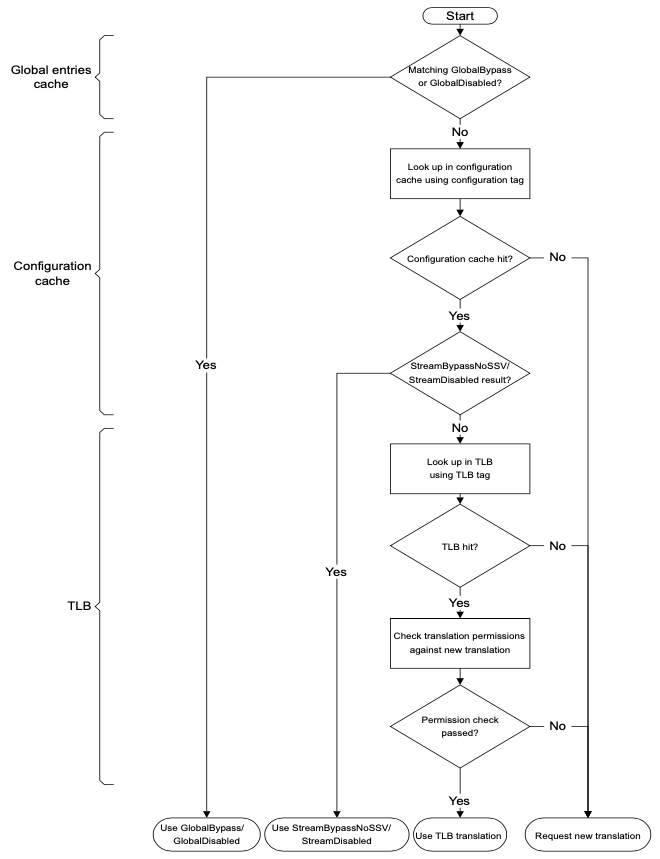 Start
Global entries
cache
Matching GlobalBypass
or GlobalDisabled?
No
Look up in configuration
cache using configuration tag
Configuration
cache
Configuration cache hit?
No
Yes
Yes
StreamBypassNoSSV/
StreamDisabled result?
No
Look up in TLB
using TLB tag
TLB hit?
No
Yes
Yes
TLB
Check translation permissions
against new translation
Permission check
passed?
No
Yes
Use GlobalBypass/
GlobalDisabled
Use StreamBypassNoSSV/
StreamDisabled
Use TLB translation
Request new translation